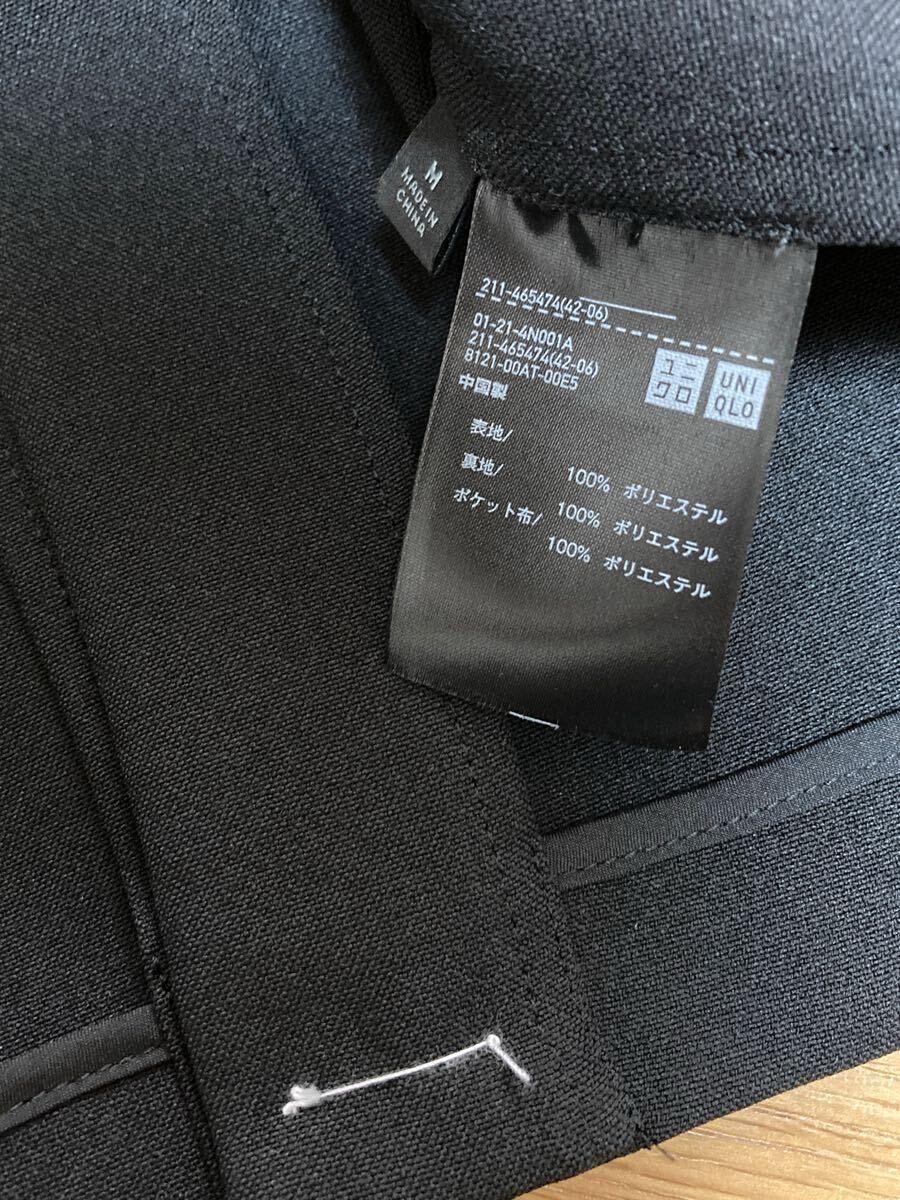 M
MADE IN
CHINA
211-465474(42-06)
01-21-4N001A
211-465474(42-06)
8121-00AT-00E5
ユニ
クロ
UNI
QLO
中国製
表地/
100% ポリエステル
裏地/
100% ポリエステル
ポケット布/
100% ポリエステル